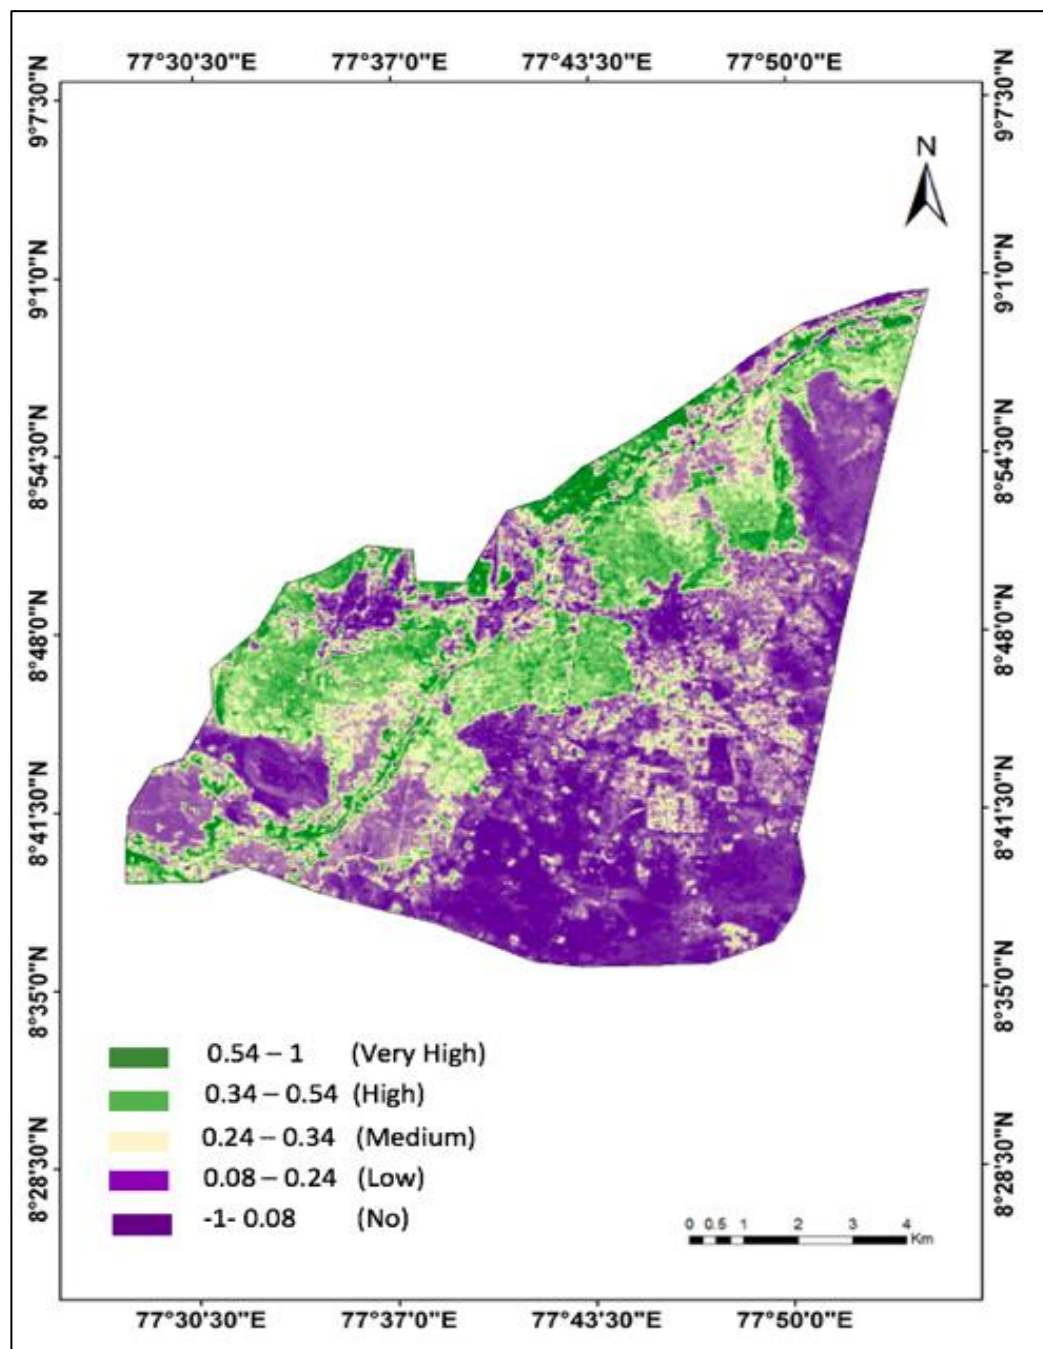 77°30'30"E 77°37'0"E 77°43'30"E 77°50'0"E
9°7'30"N
9°1'0"N
8°54'30"N
8°48'0"N
8°41'30"N
8°35'0"N
8°28'30"N
9°7'30"N
9°1'0"N
8°54'30"N
8°48'0"N
8°41'30"N
8°35'0"N
8°28'30"N
N
0.54 – 1 (Very High)
0.34 – 0.54 (High)
0.24 – 0.34 (Medium)
0.08 – 0.24 (Low)
-1- 0.08 (No)
0 0.5 1 2 3 4
Km
77°30'30"E 77°37'0"E 77°43'30"E 77°50'0"E